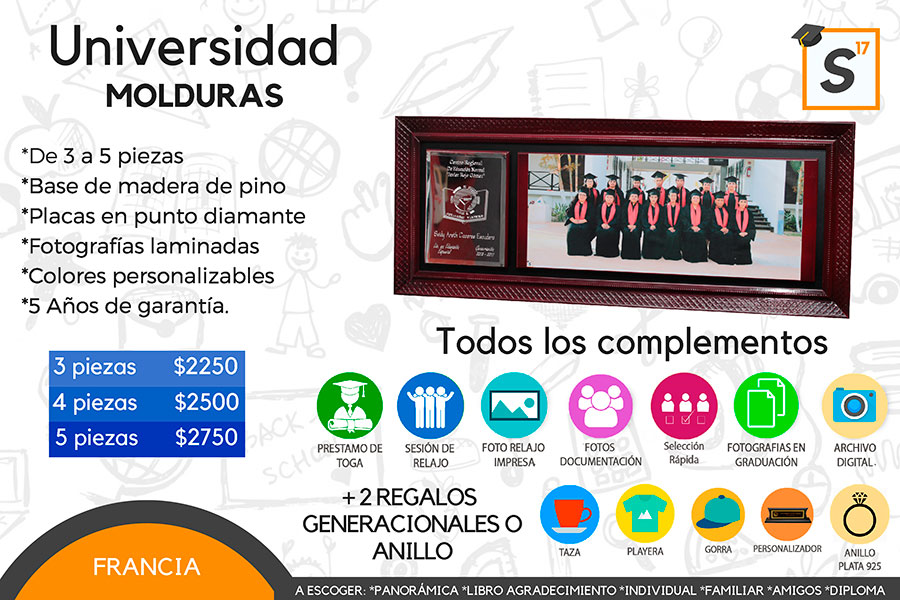 Universidad
MOLDURAS
S
17
*De 3 a 5 piezas
*Base de madera de pino
*Placas en punto diamante
*Fotografías laminadas
*Colores personalizables
*5 Años de garantía.
Centro Regional
De Educación Normal
3 piezas $2250
4 piezas $2500
5 piezas $2750
Todos los complementos
PRESTAMO DE
TOGA
SESIÓN DE
RELAJO
FOTO RELAJO
IMPRESA
FOTOS
DOCUMENTACIÓN
Selección
Rápida
FOTOGRAFIAS EN
GRADUACIÓN
ARCHIVO
DIGITAL.
+ 2 REGALOS
GENERACIONALES O
ANILLO
TAZA
PLAYERA
GORRA
PERSONALIZADOR
ANILLO
PLATA 925
FRANCIA
A ESCOGER: *PANORÁMICA *LIBRO AGRADECIMIENTO *INDIVIDUAL *FAMILIAR *AMIGOS *DIPLOMA